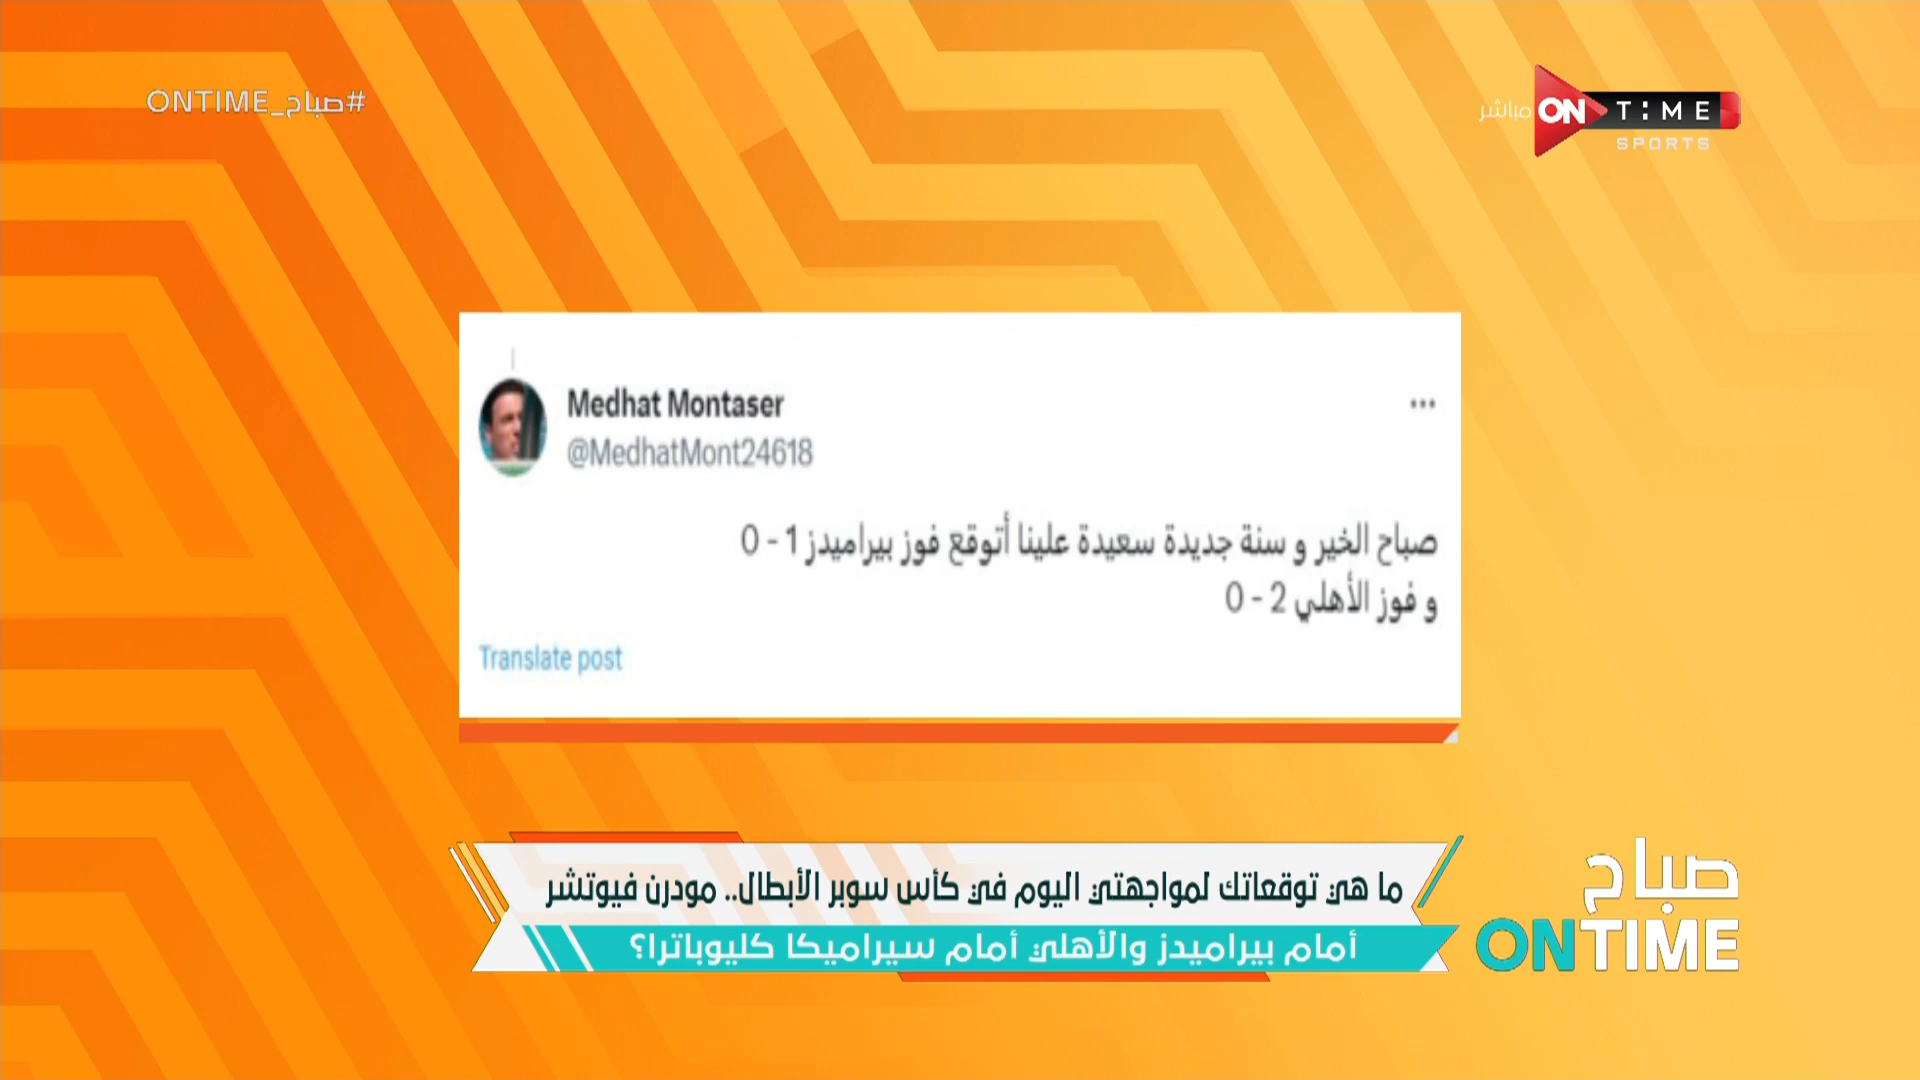 #صباح_ONTIME
مباشر ON TIME
SPORTS
Medhat Montaser
@MedhatMont24618
صباح الخير و سنة جديدة سعيدة علينا أتوقع فوز بيراميدز 1 - 0
و فوز الأهلي 2 - 0
Translate post
ما هي توقعاتك لمواجهتي اليوم في كأس سوبر الأبطال.. مودرن فيوتشر
أمام بيراميدز والأهلي أمام سيراميكا كليوباترا؟
صباح
ONTIME